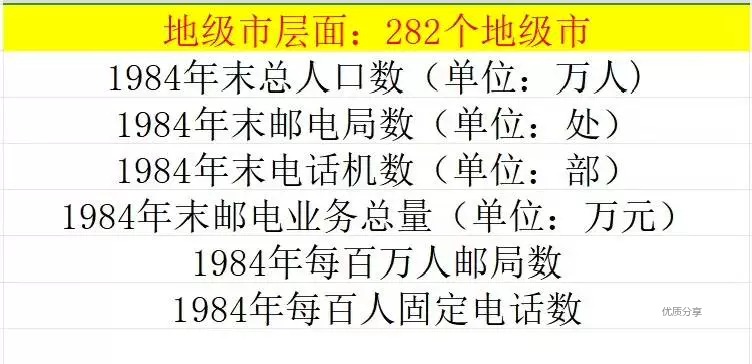 地级市层面：282个地级市
1984年末总人口数（单位：万人)
1984年末邮电局数（单位：处）
1984年末电话机数（单位：部）
1984年末邮电业务总量（单位：万元）
1984年每百万人邮局数
1984年每百人固定电话数
优质分享